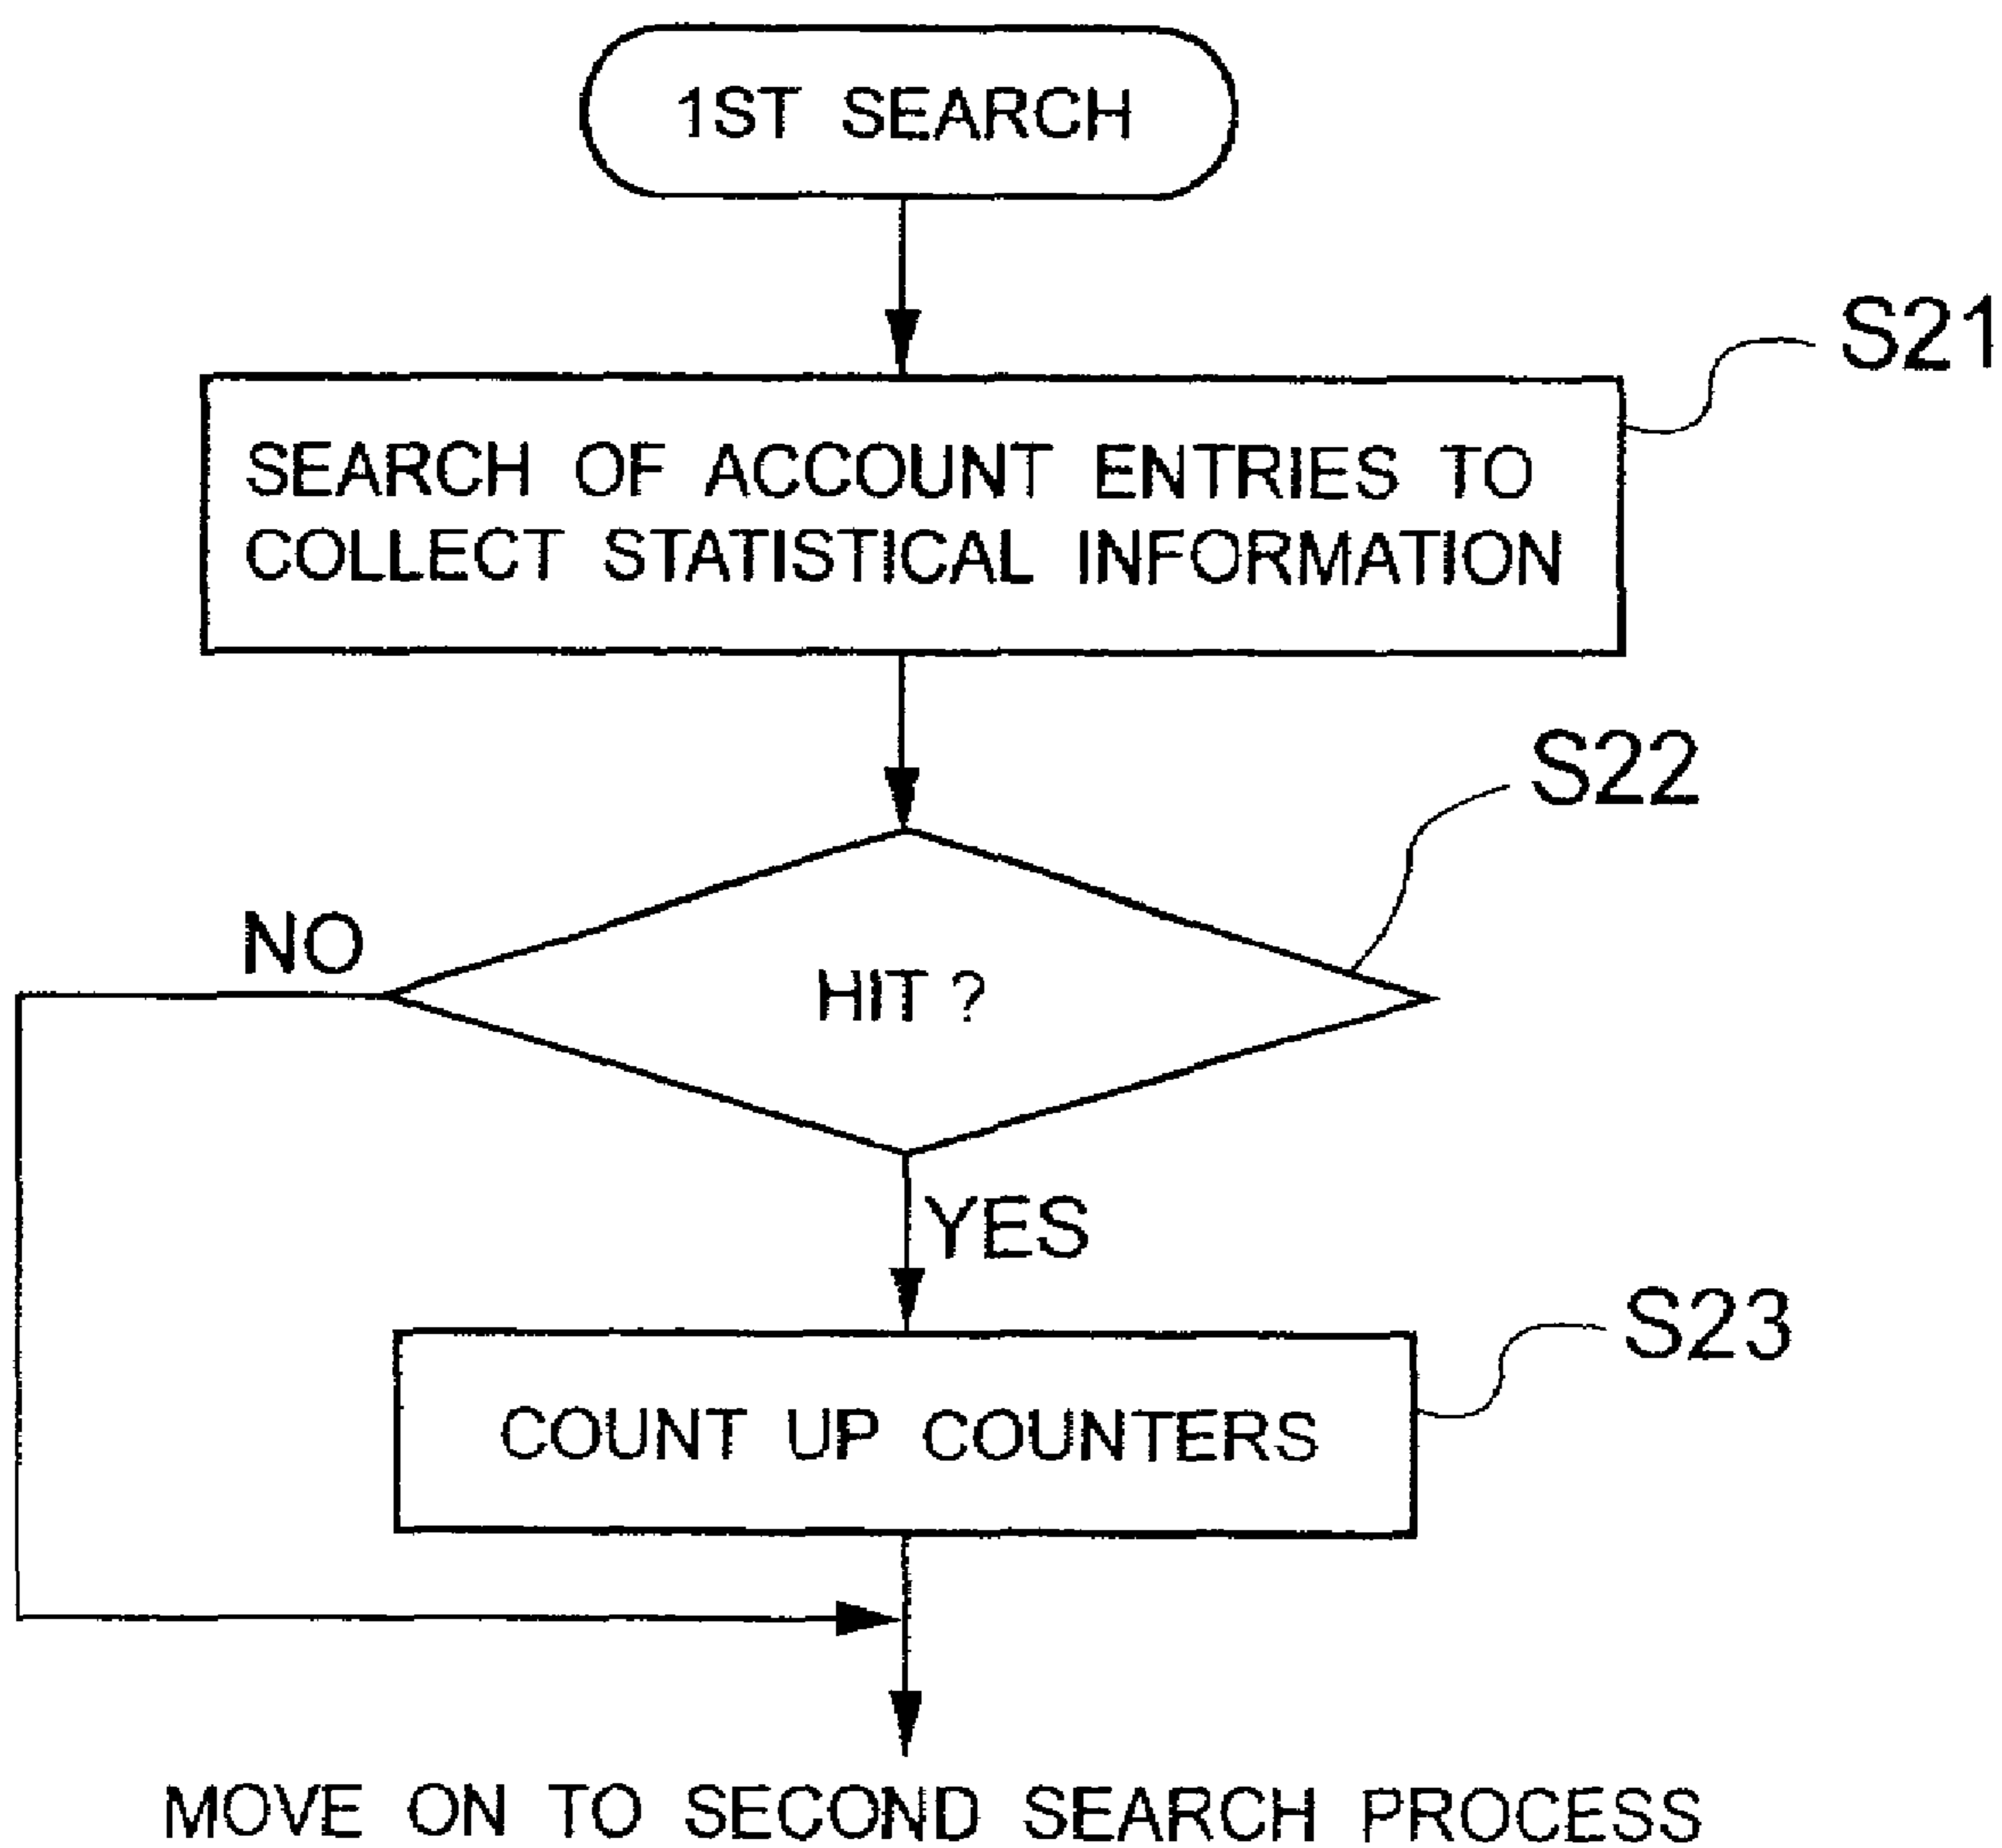 1ST SEARCH
S21
SEARCH OF ACCOUNT ENTRIES TO
COLLECT STATISTICAL INFORMATION
S22
NO
HIT ?
YES
S23
COUNT UP COUNTERS
MOVE ON TO SECOND SEARCH PROCESS